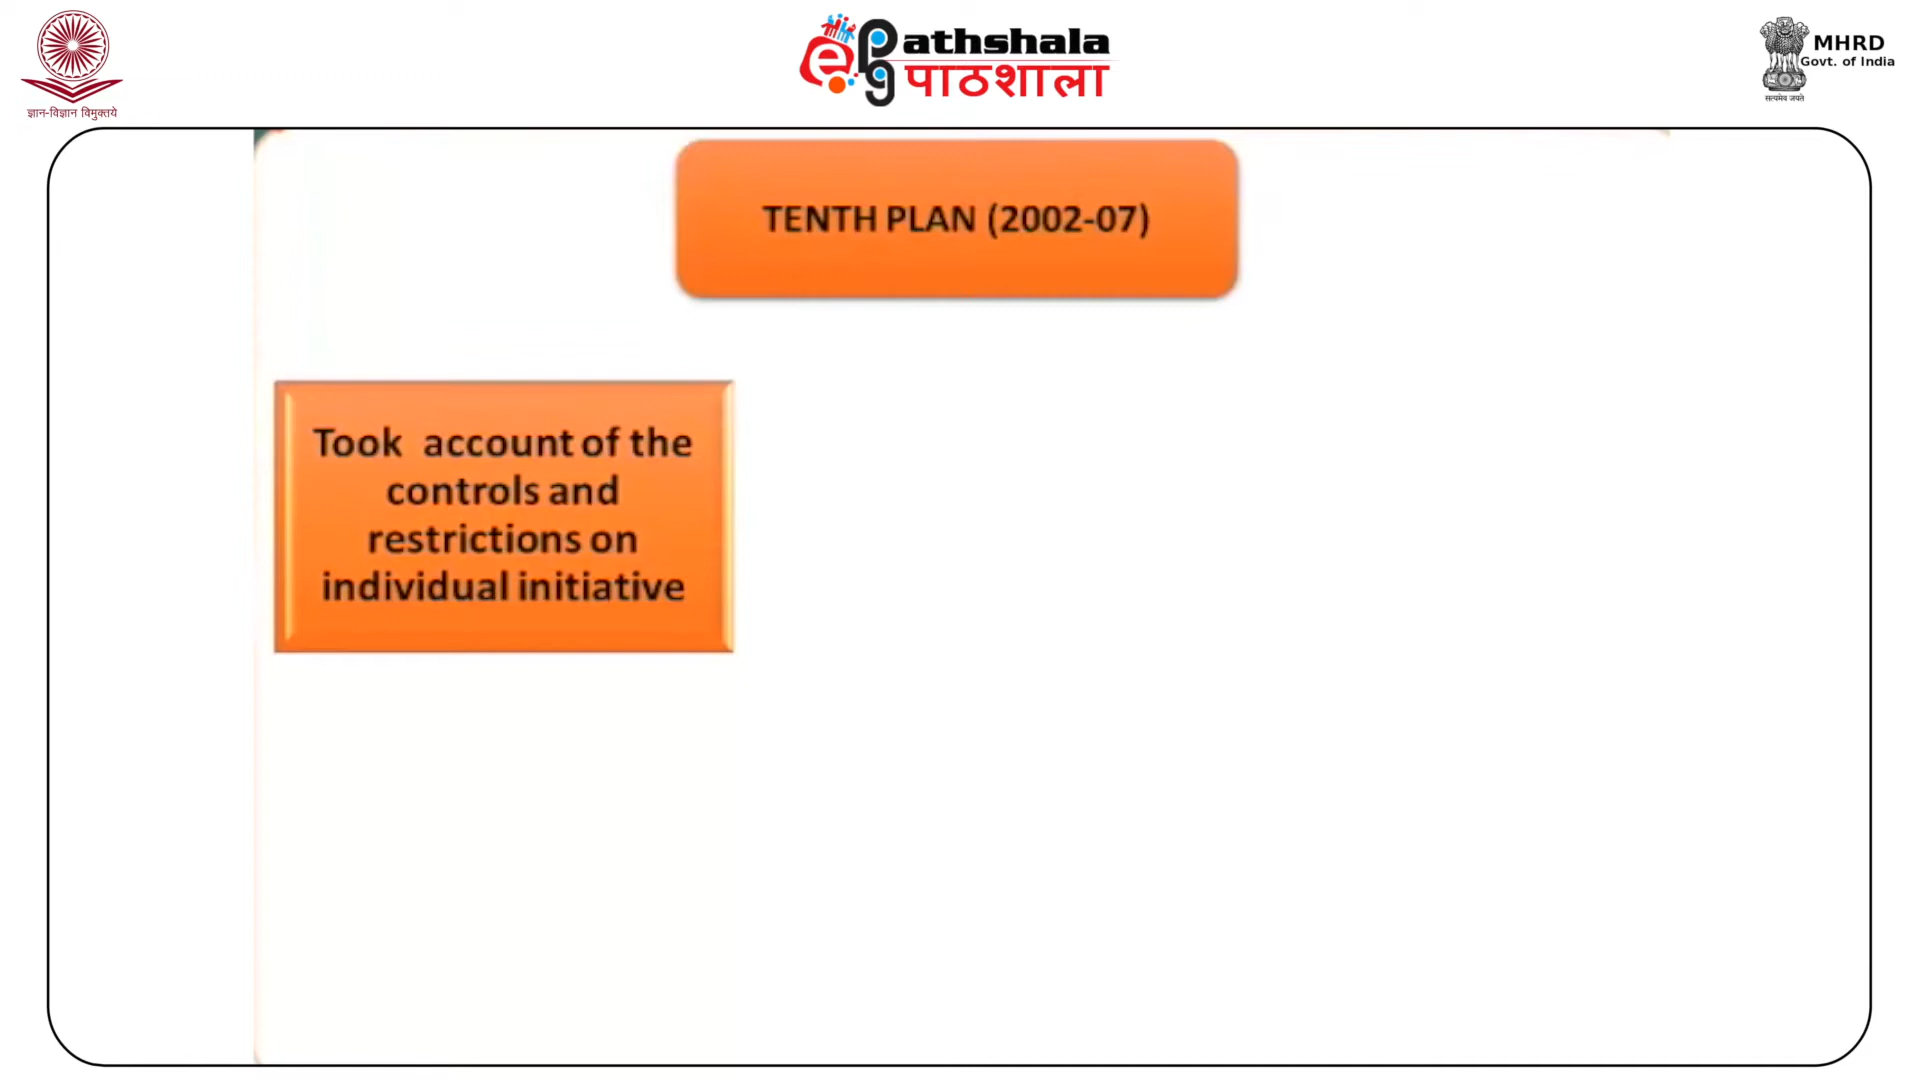 ज्ञान-विज्ञान विमुक्तये
e pg athshala
पाठशाला
MHRD
Govt. of India
सत्यमेव जयते
TENTH PLAN (2002-07)
Took account of the
controls and
restrictions on
individual initiative